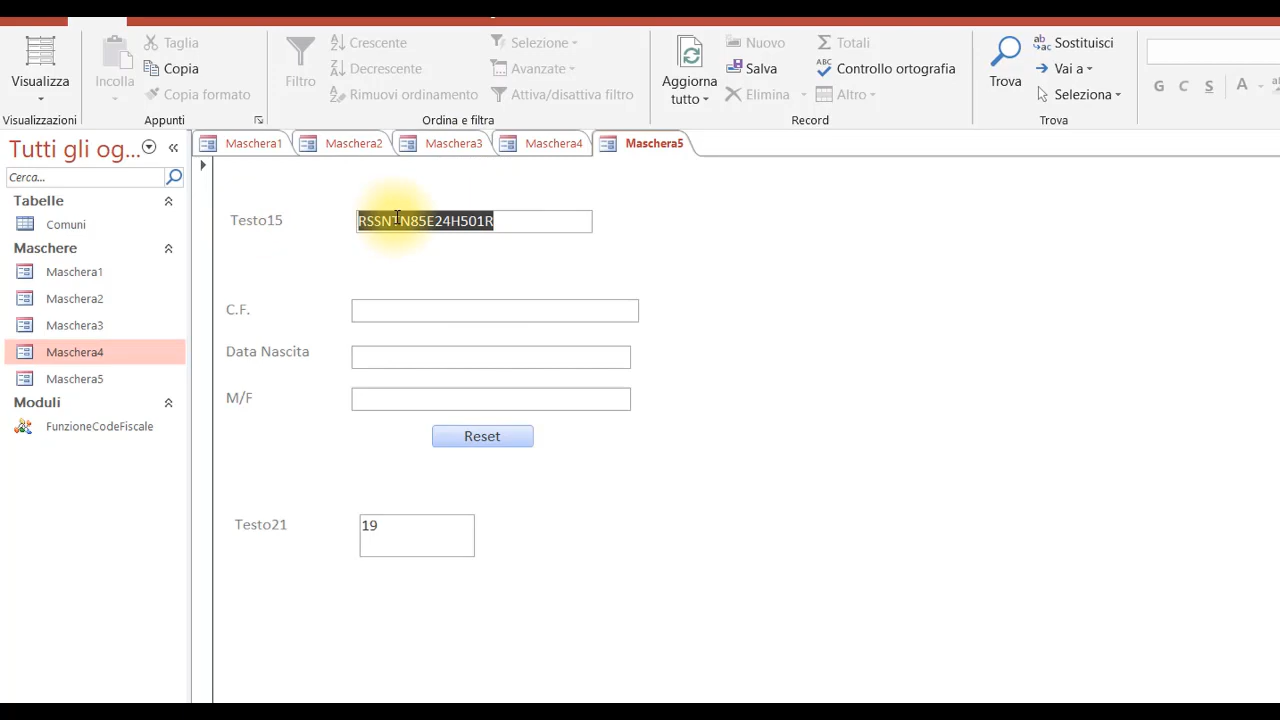 Visualizza
Visualizzazioni
Incolla
Taglia
Copia
Copia formato
Appunti
Filtro
Crescente
Decrescente
Rimuovi ordinamento
Selezione
Avanzate
Attiva/disattiva filtro
Ordina e filtra
Aggiorna
tutto
Nuovo
Salva
Elimina
Totali
Controllo ortografia
Altro
Record
Trova
Sostituisci
Vai a
Seleziona
Trova
G C S A
Tutti gli og...
Cerca...
Tabelle
Comuni
Maschere
Maschera1
Maschera2
Maschera3
Maschera4
Maschera5
Moduli
FunzioneCodeFiscale
Maschera1 Maschera2 Maschera3 Maschera4 Maschera5
Testo15 RSSNTN85E24H501R
C.F.
Data Nascita
M/F
Reset
Testo21 19